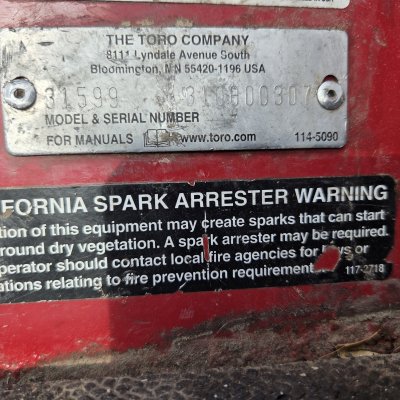 THE TORO COMPANY
8111 Lyndale Avenue South
Bloomington, MN 55420-1196 USA
31599 310600307
MODEL & SERIAL NUMBER
FOR MANUALS www.toro.com 114-5090
FORNIA SPARK ARRESTER WARNING
tion of this equipment may create sparks that can start
round dry vegetation. A spark arrester may be required.
perator should contact local fire agencies for or
ations relating to fire prevention requirement
117-2718